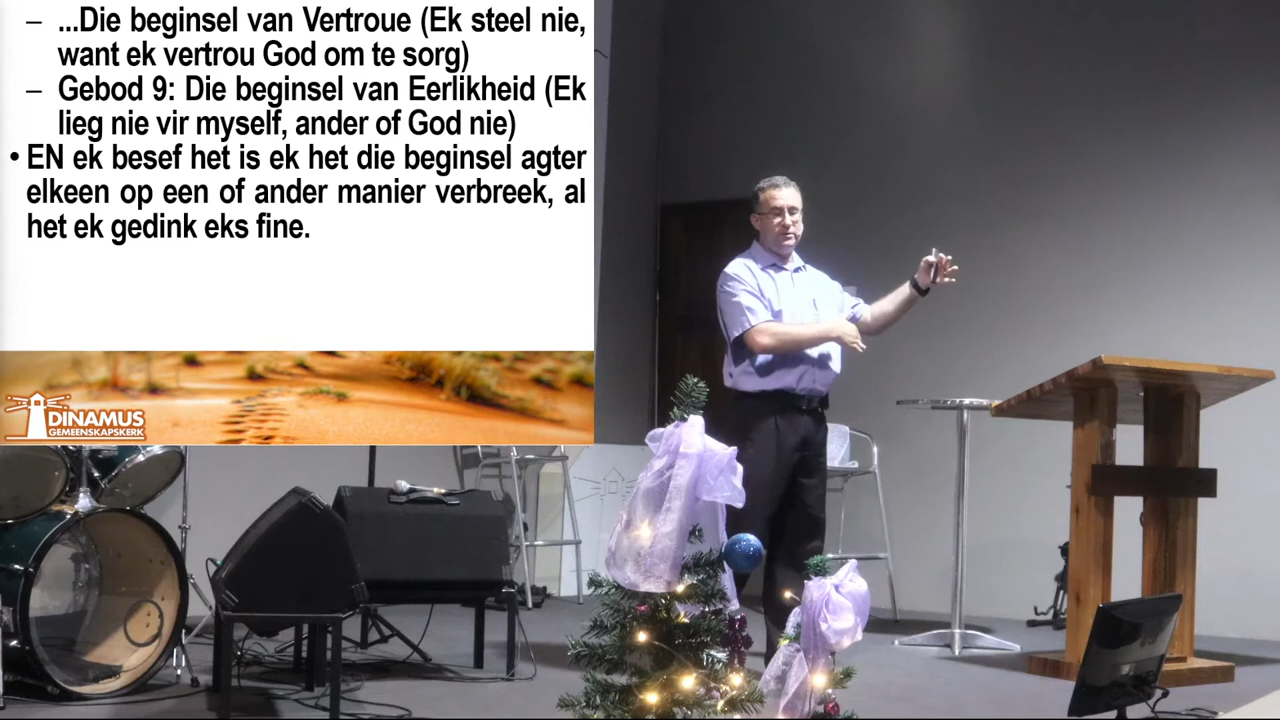 – ...Die beginsel van Vertroue (Ek steel nie,
want ek vertrou God om te sorg)
– Gebod 9: Die beginsel van Eerlikheid (Ek
lieg nie vir myself, ander of God nie)
• EN ek besef het is ek het die beginsel agter
elkeen op een of ander manier verbreek, al
het ek gedink eks fine.
DINAMUS
GEMEENSKAPSKERK